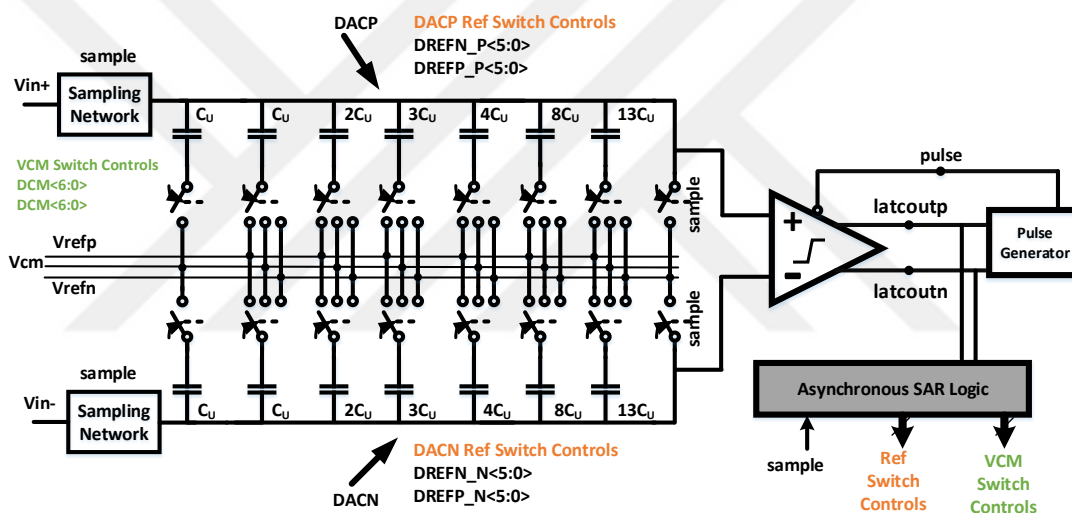 DACP
DACP Ref Switch Controls
DREFN_P<5:0>
DREFP_P<5:0>
sample
Vin+
Sampling
Network
CU
CU
2CU
3CU
4CU
8CU
13CU
VCM Switch Controls
DCM<6:0>
DCM<6:0>
sample
pulse
+
-
latcoutp
latcoutn
Pulse
Generator
Vrefp
Vcm
Vrefn
sample
sample
Vin-
Sampling
Network
CU
CU
2CU
3CU
4CU
8CU
13CU
Asynchronous SAR Logic
DACN
DACN Ref Switch Controls
DREFN_N<5:0>
DREFP_N<5:0>
sample
Ref
Switch
Controls
VCM
Switch
Controls